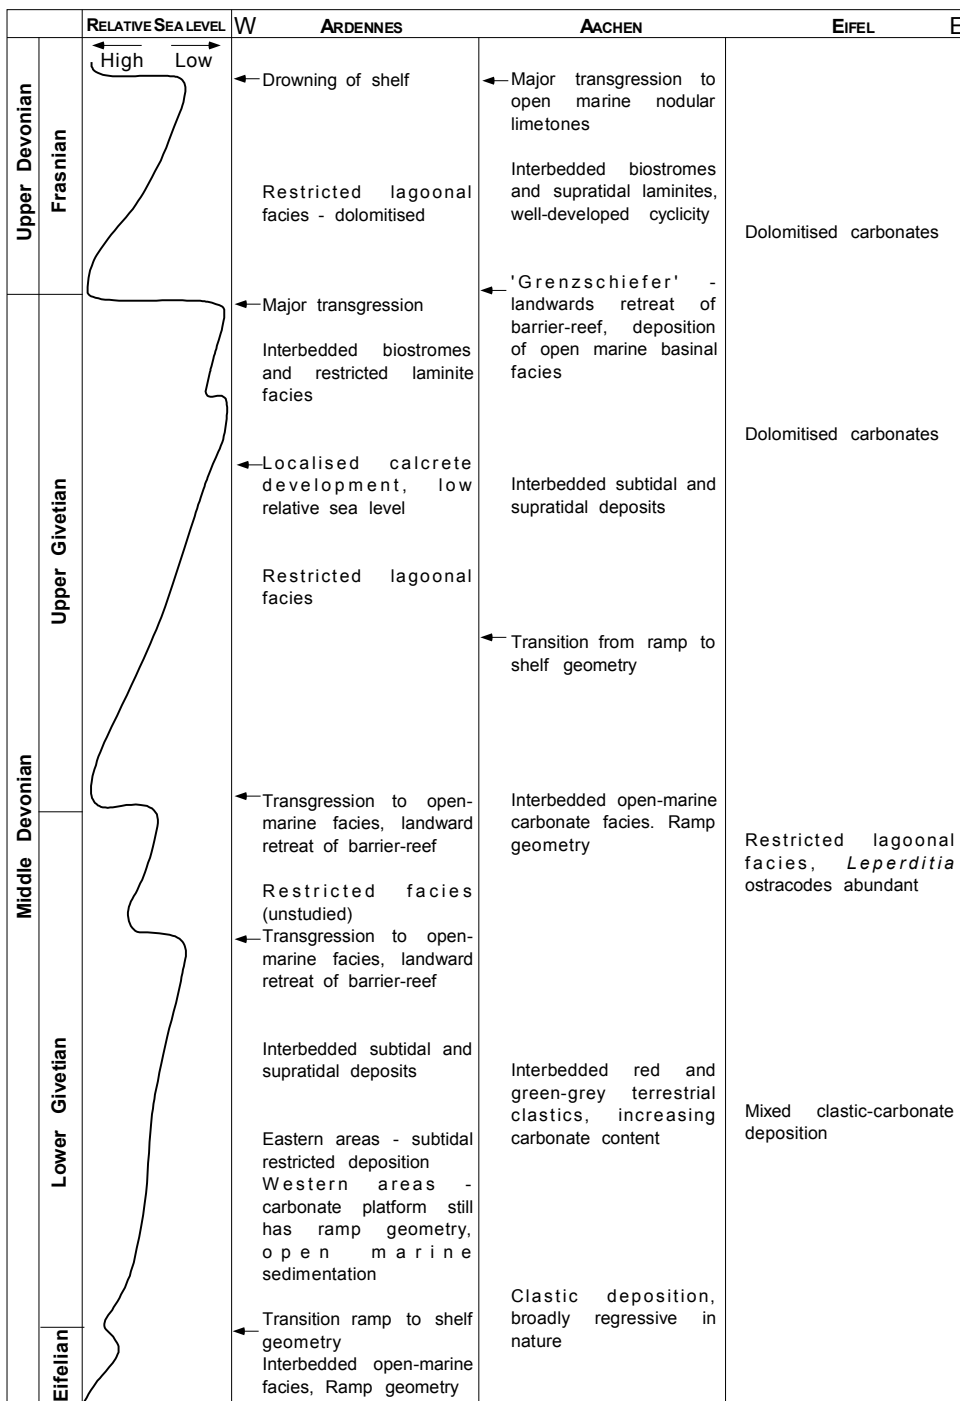 RELATIVE SEA LEVEL
W
ARDENNES
AACHEN
EIFEL
E
High
Low
Upper Devonian
Frasnian
Middle Devonian
Upper Givetian
Lower Givetian
Eifelian
Drowning of shelf
Restricted lagoonal
facies - dolomitised
Major transgression
Interbedded biostromes
and restricted laminite
facies
Localised calcrete
development, low
relative sea level
Restricted lagoonal
facies
Transgression to open-
marine facies, landward
retreat of barrier-reef
Restricted facies
(unstudied)
Transgression to open-
marine facies, landward
retreat of barrier-reef
Interbedded subtidal and
supratidal deposits
Eastern areas - subtidal
restricted deposition
Western areas -
carbonate platform still
has ramp geometry,
open marine
sedimentation
Transition ramp to shelf
geometry
Interbedded open-marine
facies, Ramp geometry
Major transgression to
open marine nodular
limetones
Interbedded biostromes
and supratidal laminites,
well-developed cyclicity
'Grenzschiefer' -
landwards retreat of
barrier-reef, deposition
of open marine basinal
facies
Interbedded subtidal and
supratidal deposits
Transition from ramp to
shelf geometry
Interbedded open-marine
carbonate facies. Ramp
geometry
Interbedded red and
green-grey terrestrial
clastics, increasing
carbonate content
Clastic deposition,
broadly regressive in
nature
Dolomitised carbonates
Dolomitised carbonates
Restricted lagoonal
facies, Leperditia
ostracodes abundant
Mixed clastic-carbonate
deposition